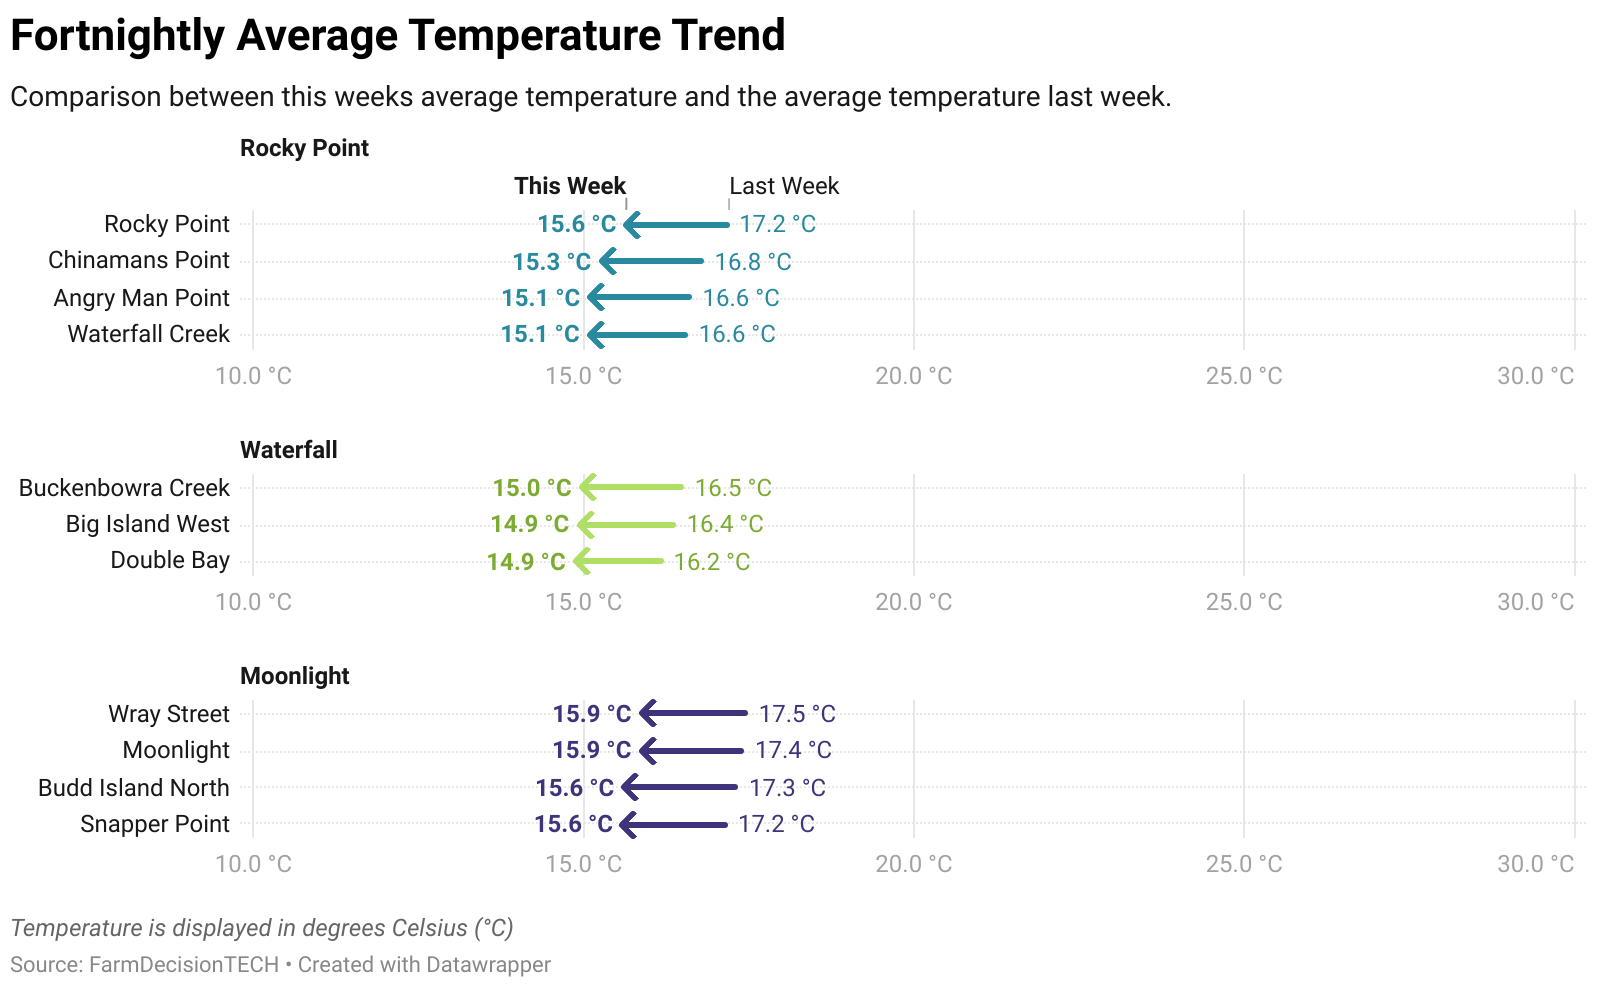 Fortnightly Average Temperature Trend
Comparison between this weeks average temperature and the average temperature last week.
Rocky Point
This Week Last Week
Rocky Point 15.6 °C 17.2 °C
Chinamans Point 15.3 °C 16.8 °C
Angry Man Point 15.1 °C 16.6 °C
Waterfall Creek 15.1 °C 16.6 °C
10.0 °C 15.0 °C 20.0 °C 25.0 °C 30.0 °C
Waterfall
Buckenbowra Creek 15.0 °C 16.5 °C
Big Island West 14.9 °C 16.4 °C
Double Bay 14.9 °C 16.2 °C
10.0 °C 15.0 °C 20.0 °C 25.0 °C 30.0 °C
Moonlight
Wray Street 15.9 °C 17.5 °C
Moonlight 15.9 °C 17.4 °C
Budd Island North 15.6 °C 17.3 °C
Snapper Point 15.6 °C 17.2 °C
10.0 °C 15.0 °C 20.0 °C 25.0 °C 30.0 °C
Temperature is displayed in degrees Celsius (°C)
Source: FarmDecisionTECH • Created with Datawrapper